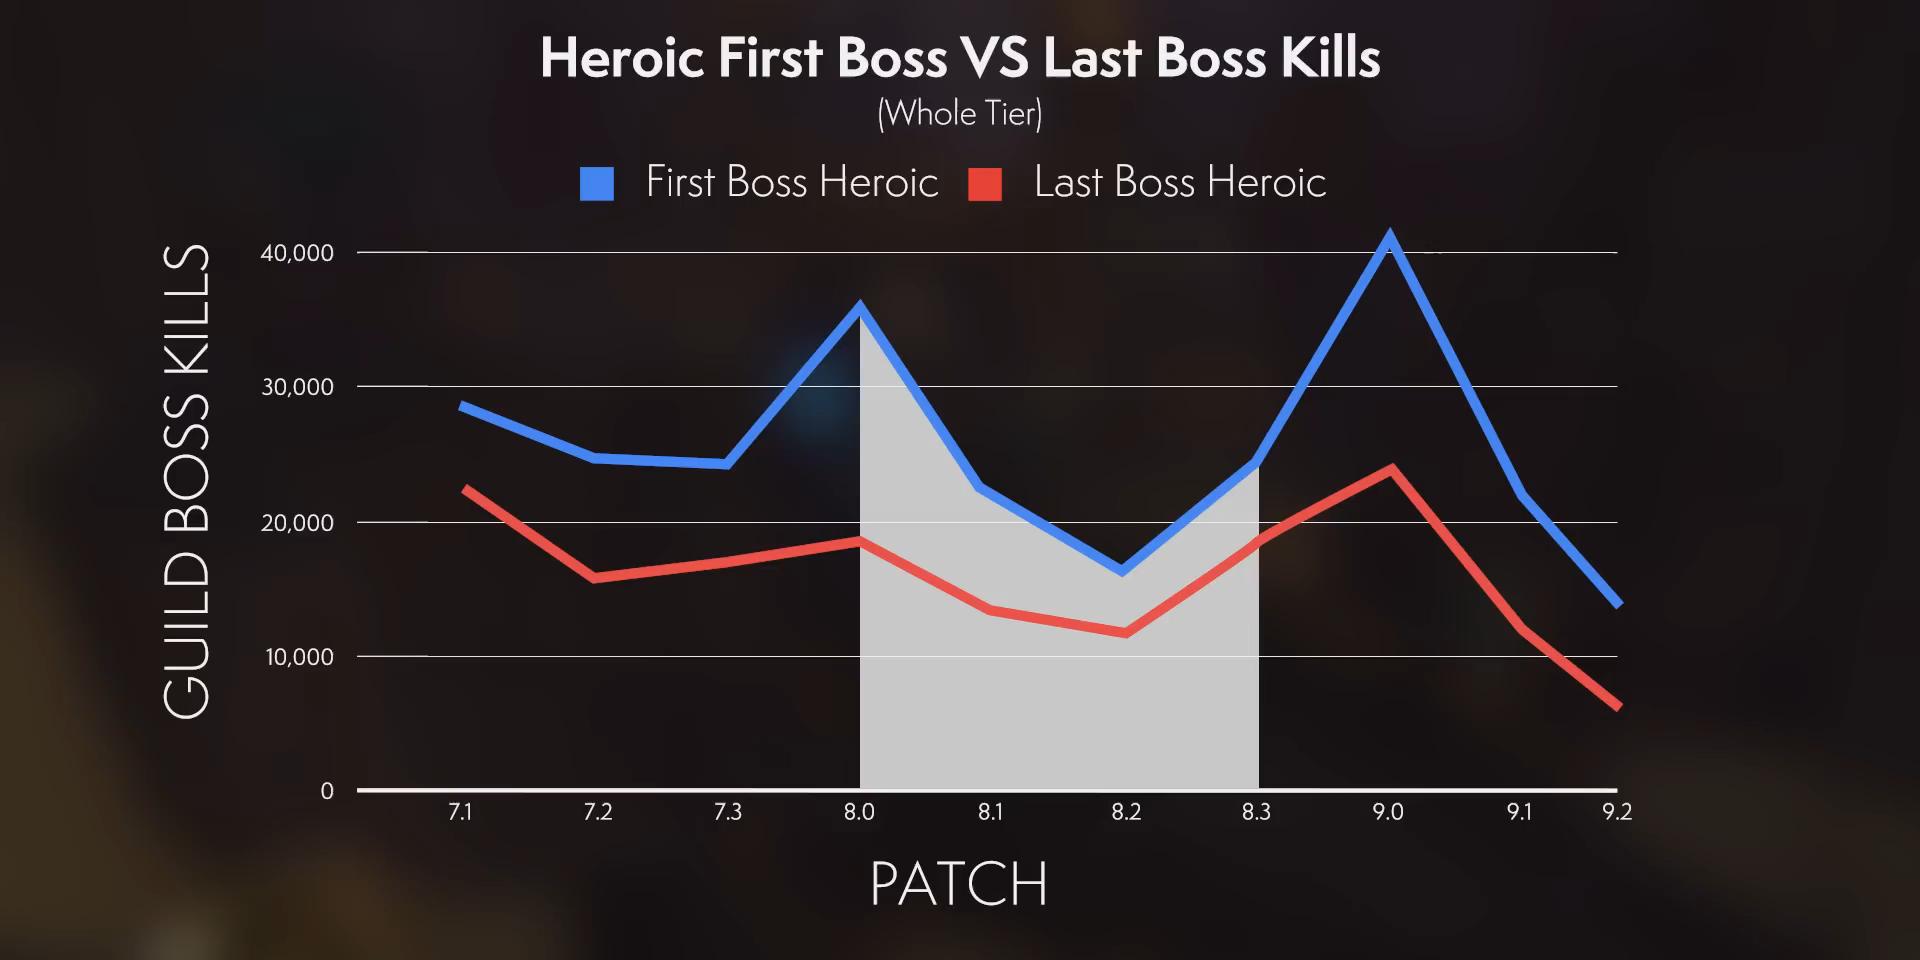 Heroic First Boss VS Last Boss Kills
(Whole Tier)
First Boss Heroic Last Boss Heroic
GUILD BOSS KILLS
40,000
30,000
20,000
10,000
0
7.1 7.2 7.3 8.0 8.1 8.2 8.3 9.0 9.1 9.2
PATCH